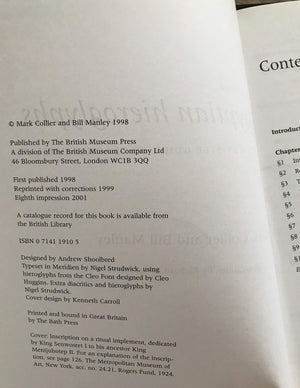 © Mark Collier and Bill Manley 1998
Published by The British Museum Press
A division of The British Museum Company Ltd
46 Bloomsbury Street, London WC1B 3QQ
First published 1998
Reprinted with corrections 1999
Eighth impression 2001
A catalogue record for this book is available from
the British Library
ISBN 0 7141 1910 5
Designed by Andrew Shoolbred
Typeset in Meridien by Nigel Strudwick, using
hieroglyphs from the Cleo Font designed by Cleo
Huggins. Extra diacritics and hieroglyphs by
Nigel Strudwick.
Cover design by Kenneth Carroll
Printed and bound in Great Britain
by The Bath Press
Cover: Inscription on a ritual implement, dedicated
by King Senwosret I to his ancestor King
Mentjuhotep II. For an explanation of the inscrip-
tion, see page 126. The Metropolitan Museum of
Art, New York, acc no. 24.21. Rogers Fund, 1924.
Conte
Introduc
Chapte
§1 In
§2
§3 T
§4
§5
§6
§7